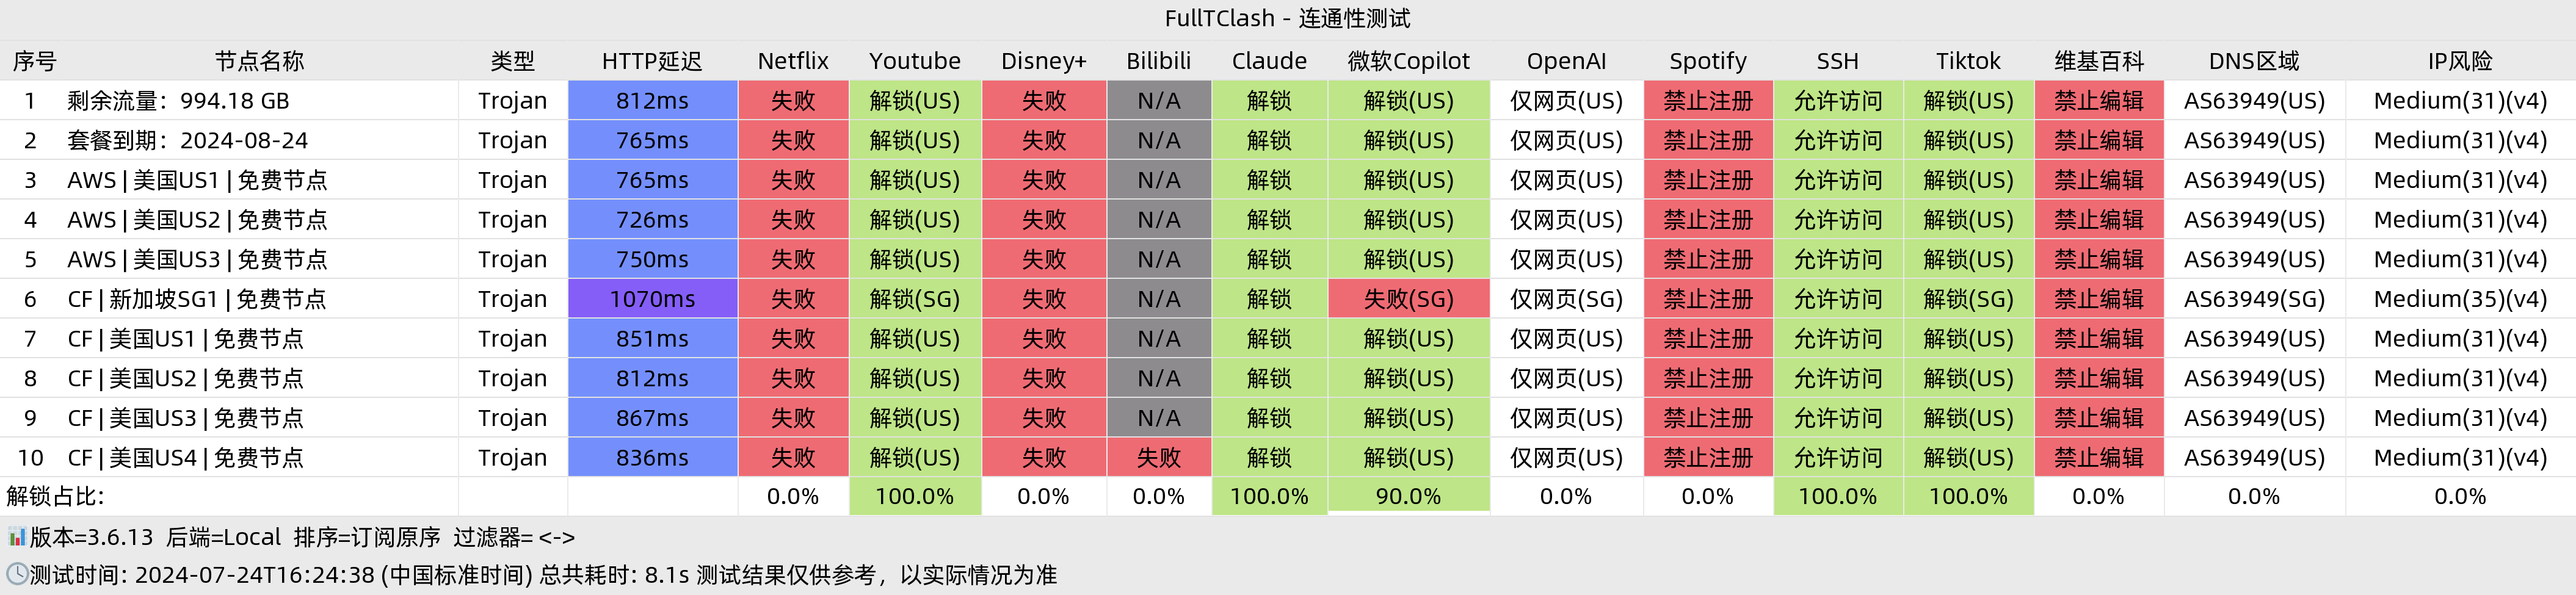 FullTClash - 连通性测试
序号 节点名称 类型 HTTP延迟 Netflix Youtube Disney+ Bilibili Claude 微软Copilot OpenAI Spotify SSH Tiktok 维基百科 DNS区域 IP风险
1 剩余流量：994.18 GB Trojan 812ms 失败 解锁(US) 失败 N/A 解锁 解锁(US) 仅网页(US) 禁止注册 允许访问 解锁(US) 禁止编辑 AS63949(US) Medium(31)(v4)
2 套餐到期：2024-08-24 Trojan 765ms 失败 解锁(US) 失败 N/A 解锁 解锁(US) 仅网页(US) 禁止注册 允许访问 解锁(US) 禁止编辑 AS63949(US) Medium(31)(v4)
3 AWS | 美国US1 | 免费节点 Trojan 765ms 失败 解锁(US) 失败 N/A 解锁 解锁(US) 仅网页(US) 禁止注册 允许访问 解锁(US) 禁止编辑 AS63949(US) Medium(31)(v4)
4 AWS | 美国US2 | 免费节点 Trojan 726ms 失败 解锁(US) 失败 N/A 解锁 解锁(US) 仅网页(US) 禁止注册 允许访问 解锁(US) 禁止编辑 AS63949(US) Medium(31)(v4)
5 AWS | 美国US3 | 免费节点 Trojan 750ms 失败 解锁(US) 失败 N/A 解锁 解锁(US) 仅网页(US) 禁止注册 允许访问 解锁(US) 禁止编辑 AS63949(US) Medium(31)(v4)
6 CF | 新加坡SG1 | 免费节点 Trojan 1070ms 失败 解锁(SG) 失败 N/A 解锁 失败(SG) 仅网页(SG) 禁止注册 允许访问 解锁(SG) 禁止编辑 AS63949(SG) Medium(35)(v4)
7 CF | 美国US1 | 免费节点 Trojan 851ms 失败 解锁(US) 失败 N/A 解锁 解锁(US) 仅网页(US) 禁止注册 允许访问 解锁(US) 禁止编辑 AS63949(US) Medium(31)(v4)
8 CF | 美国US2 | 免费节点 Trojan 812ms 失败 解锁(US) 失败 N/A 解锁 解锁(US) 仅网页(US) 禁止注册 允许访问 解锁(US) 禁止编辑 AS63949(US) Medium(31)(v4)
9 CF | 美国US3 | 免费节点 Trojan 867ms 失败 解锁(US) 失败 N/A 解锁 解锁(US) 仅网页(US) 禁止注册 允许访问 解锁(US) 禁止编辑 AS63949(US) Medium(31)(v4)
10 CF | 美国US4 | 免费节点 Trojan 836ms 失败 解锁(US) 失败 失败 解锁 解锁(US) 仅网页(US) 禁止注册 允许访问 解锁(US) 禁止编辑 AS63949(US) Medium(31)(v4)
解锁占比: 0.0% 100.0% 0.0% 0.0% 100.0% 90.0% 0.0% 0.0% 100.0% 100.0% 0.0% 0.0% 0.0%
版本=3.6.13 后端=Local 排序=订阅原序 过滤器= <->
测试时间: 2024-07-24T16:24:38 (中国标准时间) 总共耗时: 8.1s 测试结果仅供参考，以实际情况为准